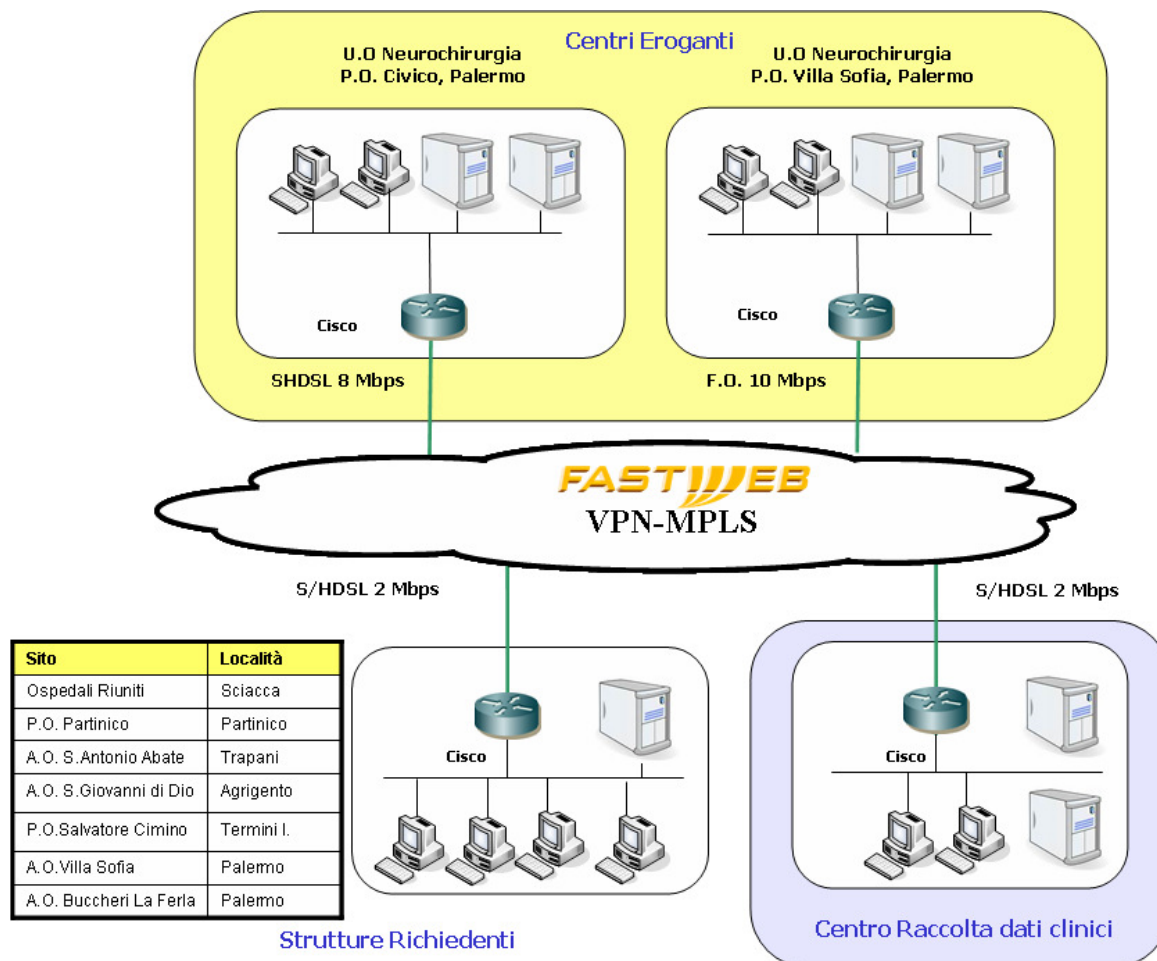 Centri Eroganti
U.O Neurochirurgia
P.O. Civico, Palermo
U.O Neurochirurgia
P.O. Villa Sofia, Palermo
Cisco
Cisco
SHDSL 8 Mbps
F.O. 10 Mbps
FASTWEB
VPN-MPLS
S/HDSL 2 Mbps
S/HDSL 2 Mbps
Sito Località
Ospedali Riuniti Sciacca
P.O. Partinico Partinico
A.O. S.Antonio Abate Trapani
A.O. S.Giovanni di Dio Agrigento
P.O.Salvatore Cimino Termini I.
A.O.Villa Sofia Palermo
A.O. Buccheri La Ferla Palermo
Cisco
Strutture Richiedenti
Cisco
Centro Raccolta dati clinici